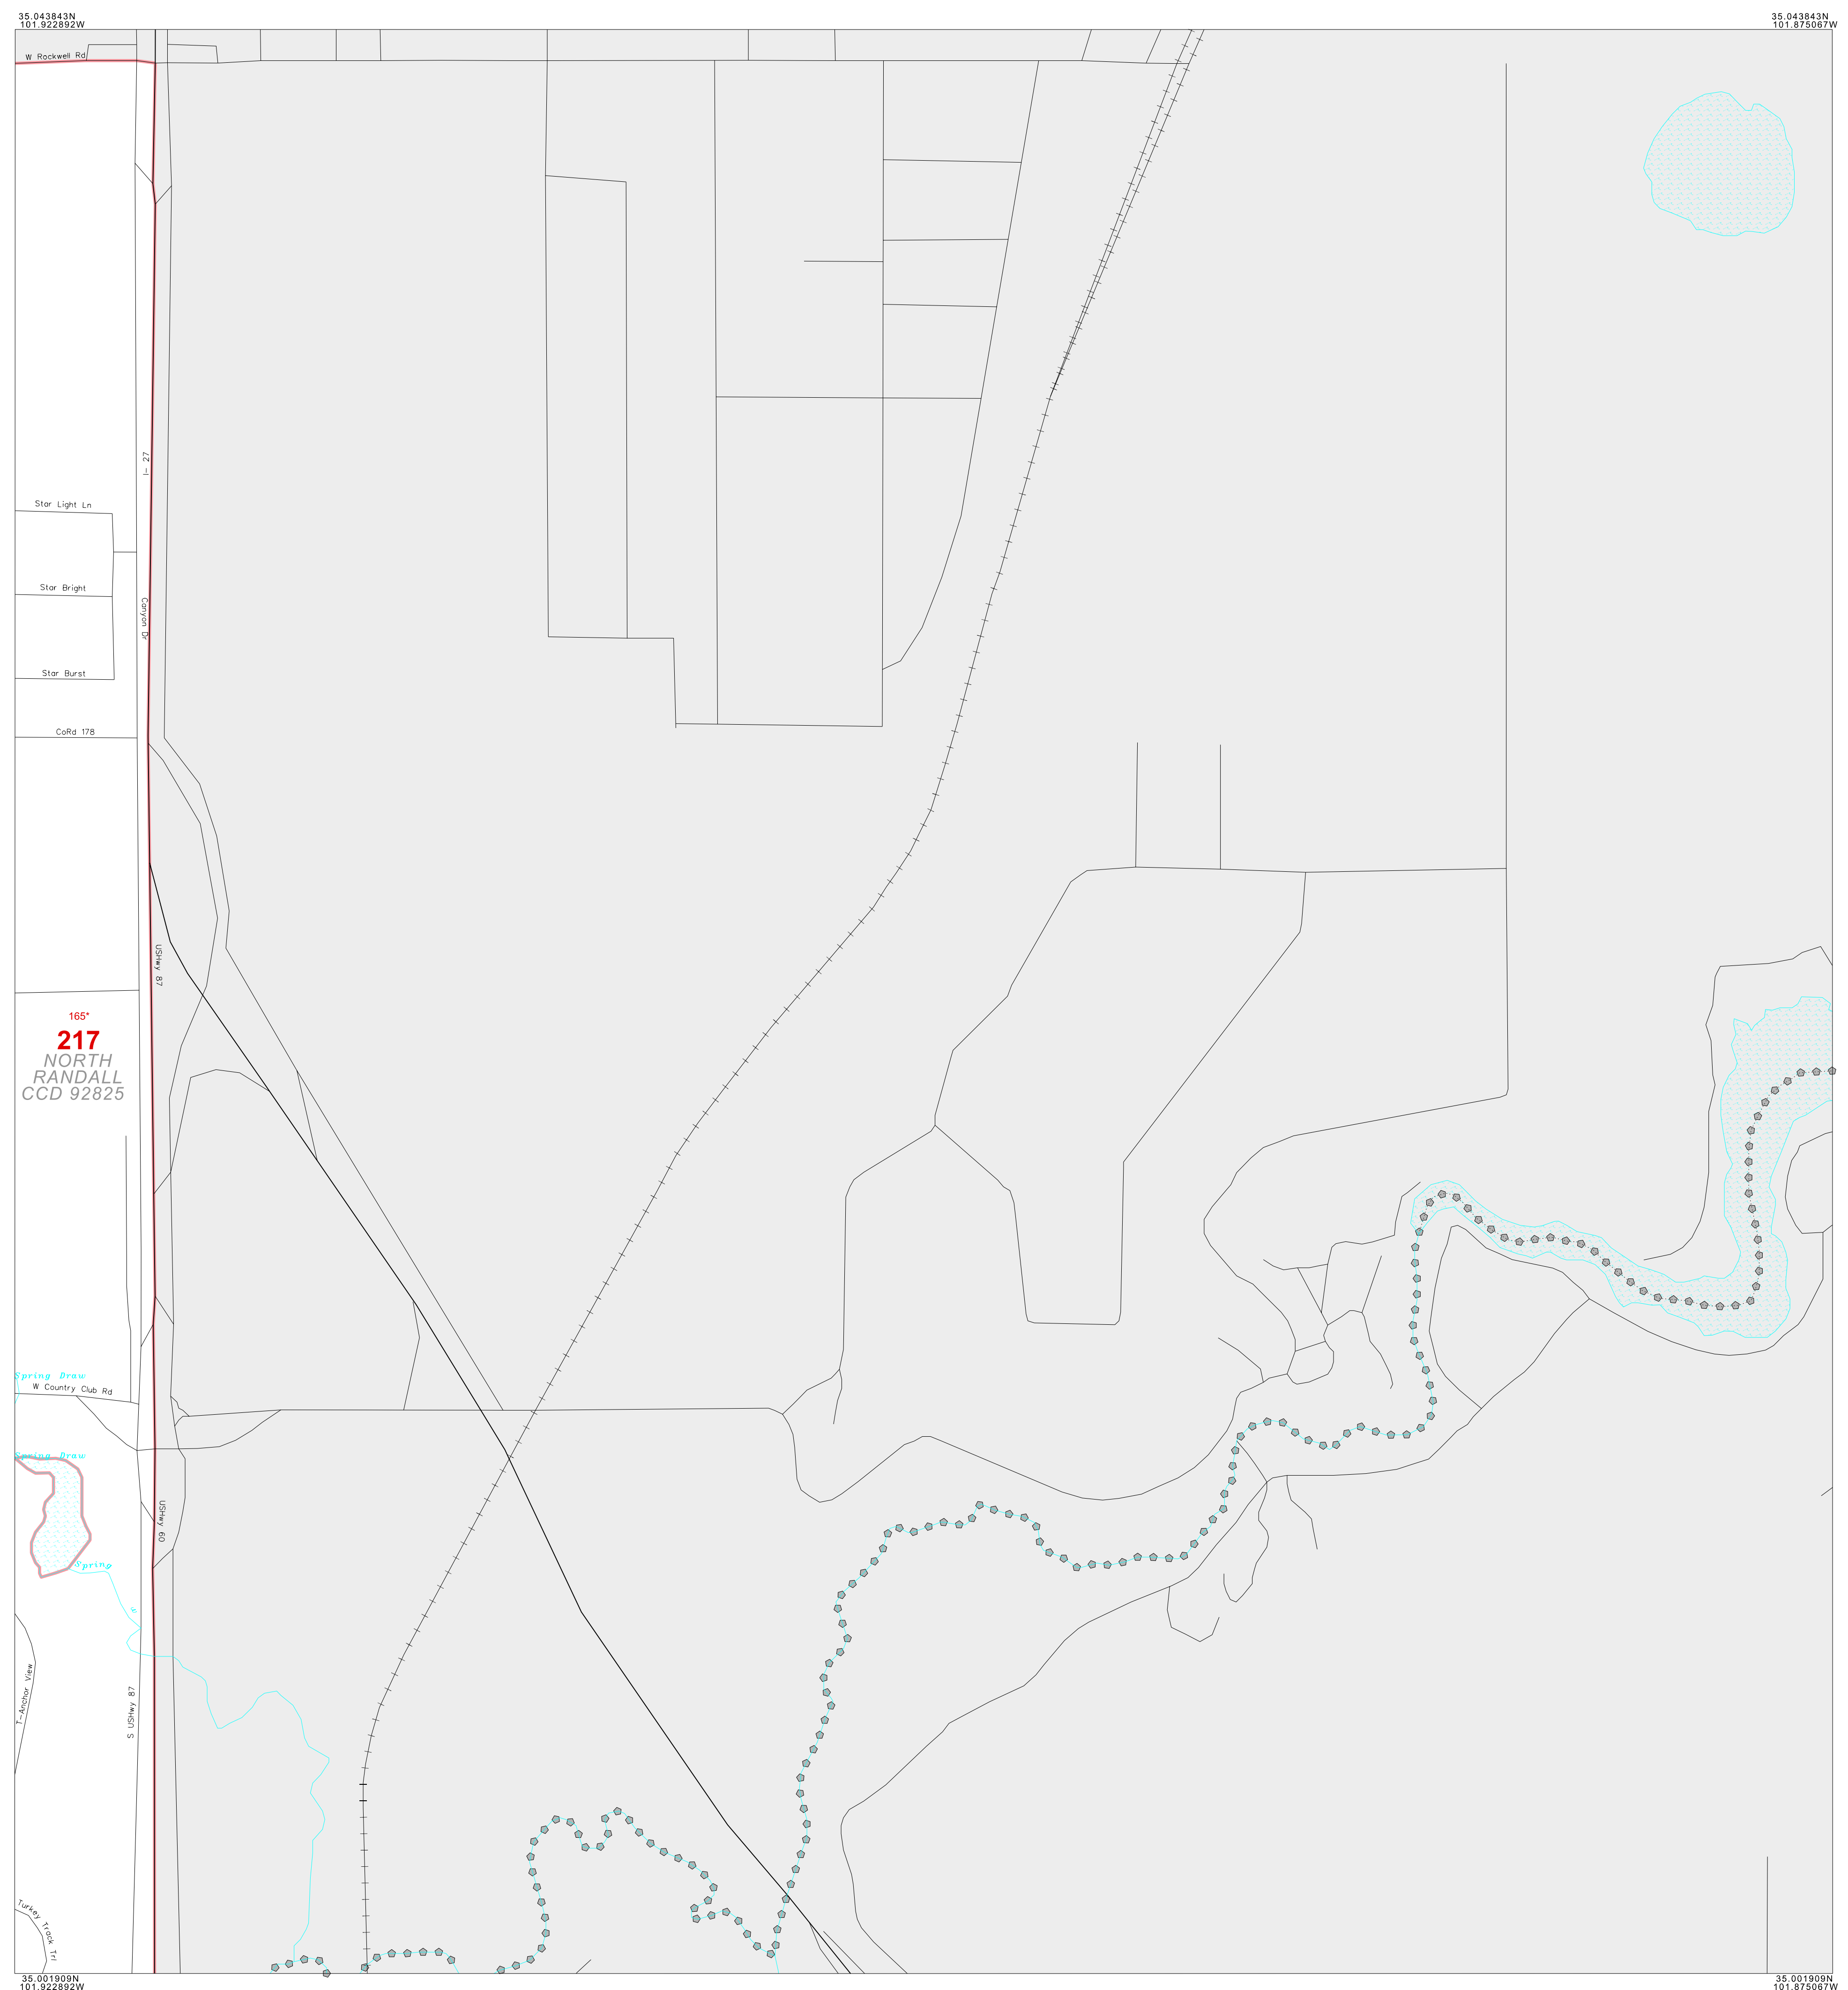 35.043843N
101.922892W
35.043843N
101.875067W
W Rockwell Rd
I- 27
Star Light Ln
Canyon Dr
Star Bright
Star Burst
CoRd 178
USHwy 87
165*
217
NORTH
RANDALL
CCD 92825
Spring Draw
W Country Club Rd
Spring Draw
USHwy 60
Spring
T-Anchor View
S USHwy 87
Turkey Track Trl
35.001909N
101.922892W
35.001909N
101.875067W